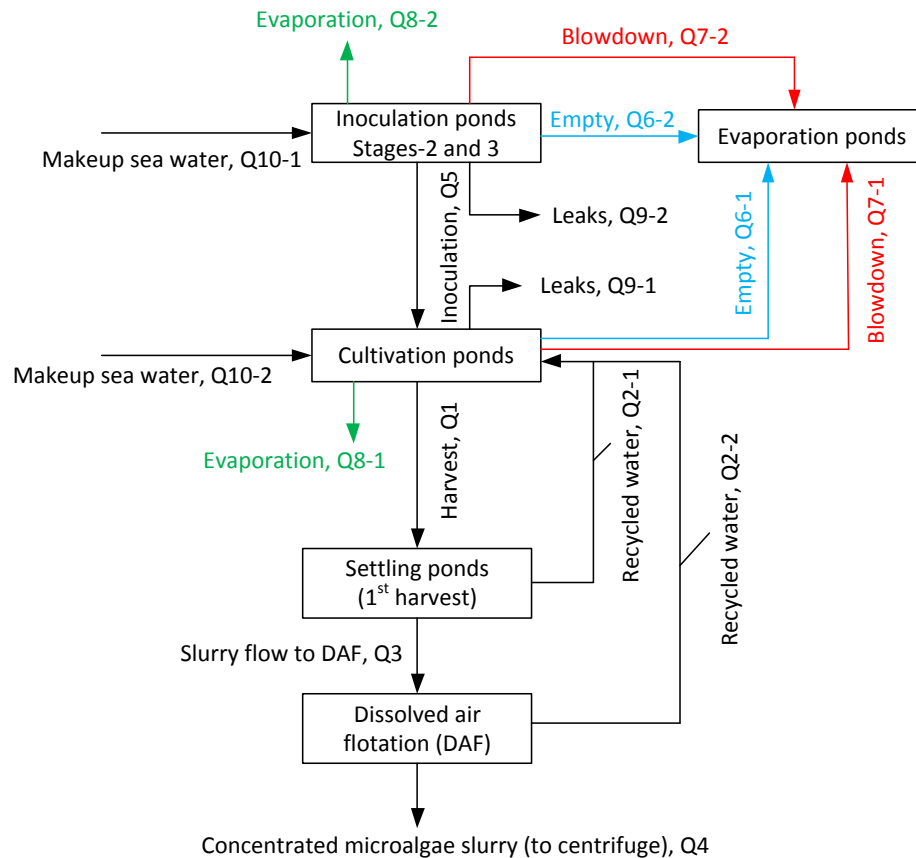 Evaporation, Q8-2
Blowdown, Q7-2
Inoculation ponds
Stages-2 and 3
Empty, Q6-2
Evaporation ponds
Makeup sea water, Q10-1
Inoculation, Q5
Leaks, Q9-2
Empty, Q6-1
Blowdown, Q7-1
Leaks, Q9-1
Cultivation ponds
Makeup sea water, Q10-2
Evaporation, Q8-1
Harvest, Q1
Recycled water, Q2-1
Recycled water, Q2-2
Settling ponds
(1st harvest)
Slurry flow to DAF, Q3
Dissolved air
flotation (DAF)
Concentrated microalgae slurry (to centrifuge), Q4